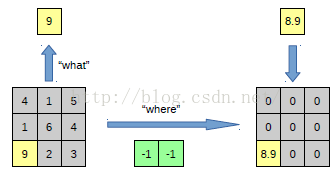 9
8.9
“what”
http://blog.csdn.net
“where”
4 1 5
1 6 4
9 2 3
-1 -1
0 0 0
0 0 0
8.9 0 0